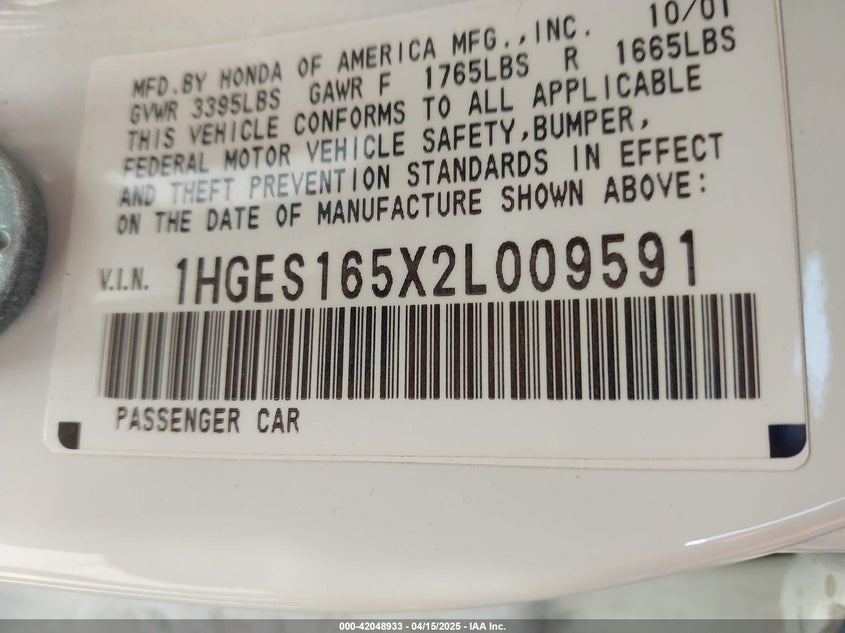 MFD.BY HONDA OF AMERICA MFG.,INC. 10/01
GVWR 3395LBS GAWR F 1765LBS R 1665LBS
THIS VEHICLE CONFORMS TO ALL APPLICABLE
FEDERAL MOTOR VEHICLE SAFETY,BUMPER,
AND THEFT PREVENTION STANDARDS IN EFFECT
ON THE DATE OF MANUFACTURE SHOWN ABOVE:
V.I.N. 1HGES165X2L009591
PASSENGER CAR
000-42048933 / 04/15/2025 - IAA Inc.